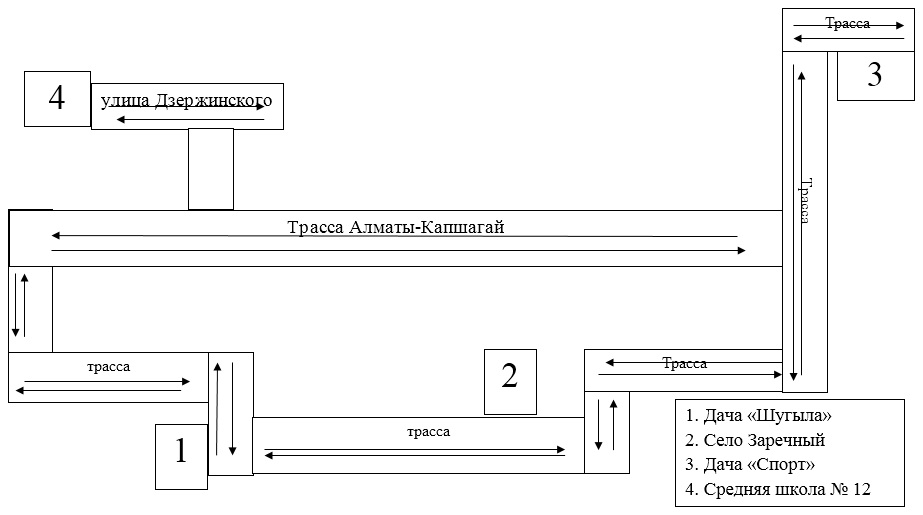 Трасса
3
4
улица Дзержинского
Трасса
Трасса Алматы-Капшагай
трасса
2
Трасса
1
трасса
1. Дача «Шугыла»
2. Село Заречный
3. Дача «Спорт»
4. Средняя школа № 12